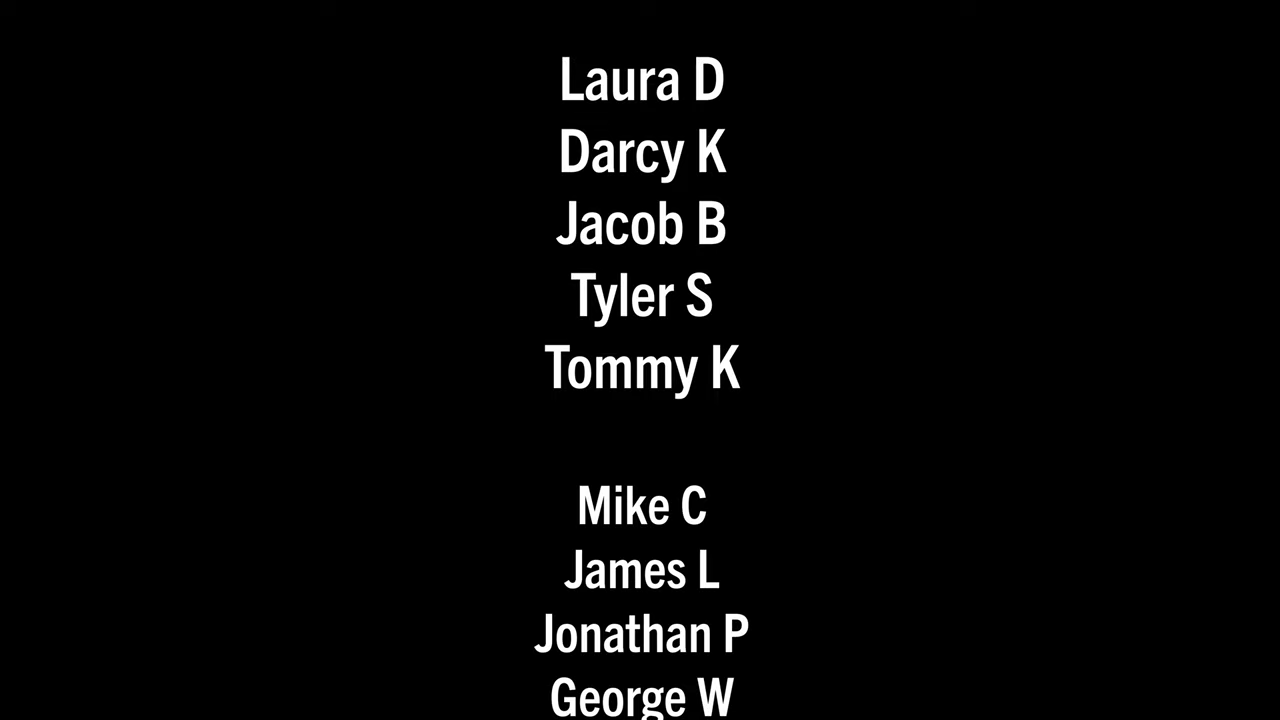 Laura D
Darcy K
Jacob B
Tyler S
Tommy K
Mike C
James L
Jonathan P
George W